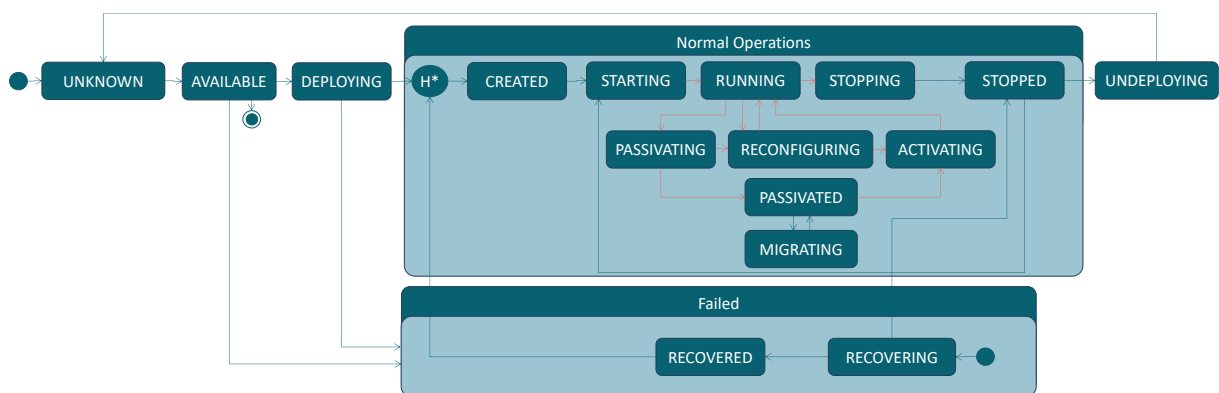 Normal Operations
UNKNOWN
AVAILABLE
DEPLOYING
H*
CREATED
STARTING
RUNNING
STOPPING
STOPPED
UNDEPLOYING
PASSIVATING
RECONFIGURING
ACTIVATING
PASSIVATED
MIGRATING
Failed
RECOVERED
RECOVERING